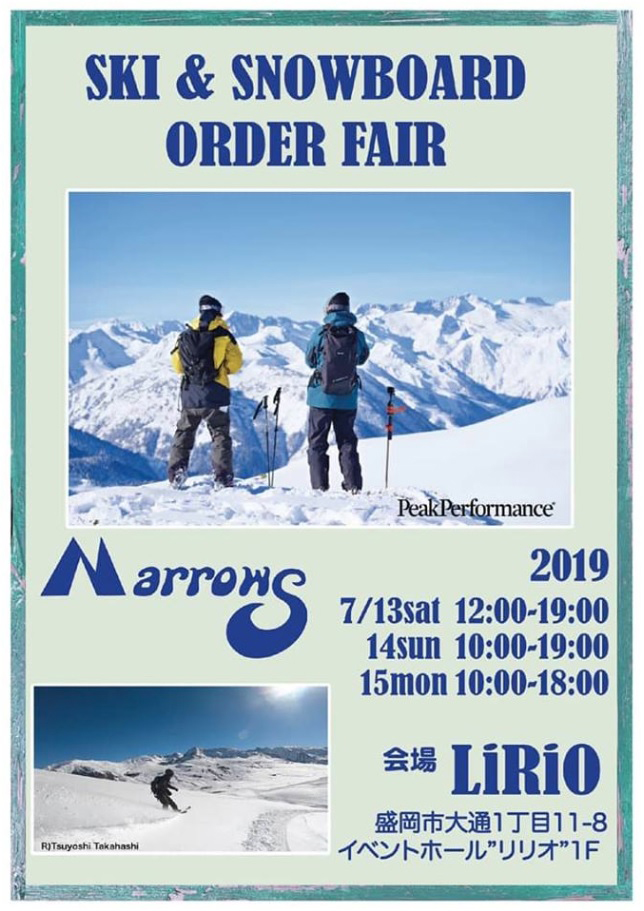 SKI & SNOWBOARD
ORDER FAIR
PeakPerformance
Narrows
2019
7/13sat 12:00-19:00
14sun 10:00-19:00
15mon 10:00-18:00
R)Tsuyoshi Takahashi
会場 LiRiO
盛岡市大通1丁目11-8
イベントホール"リリオ"1F